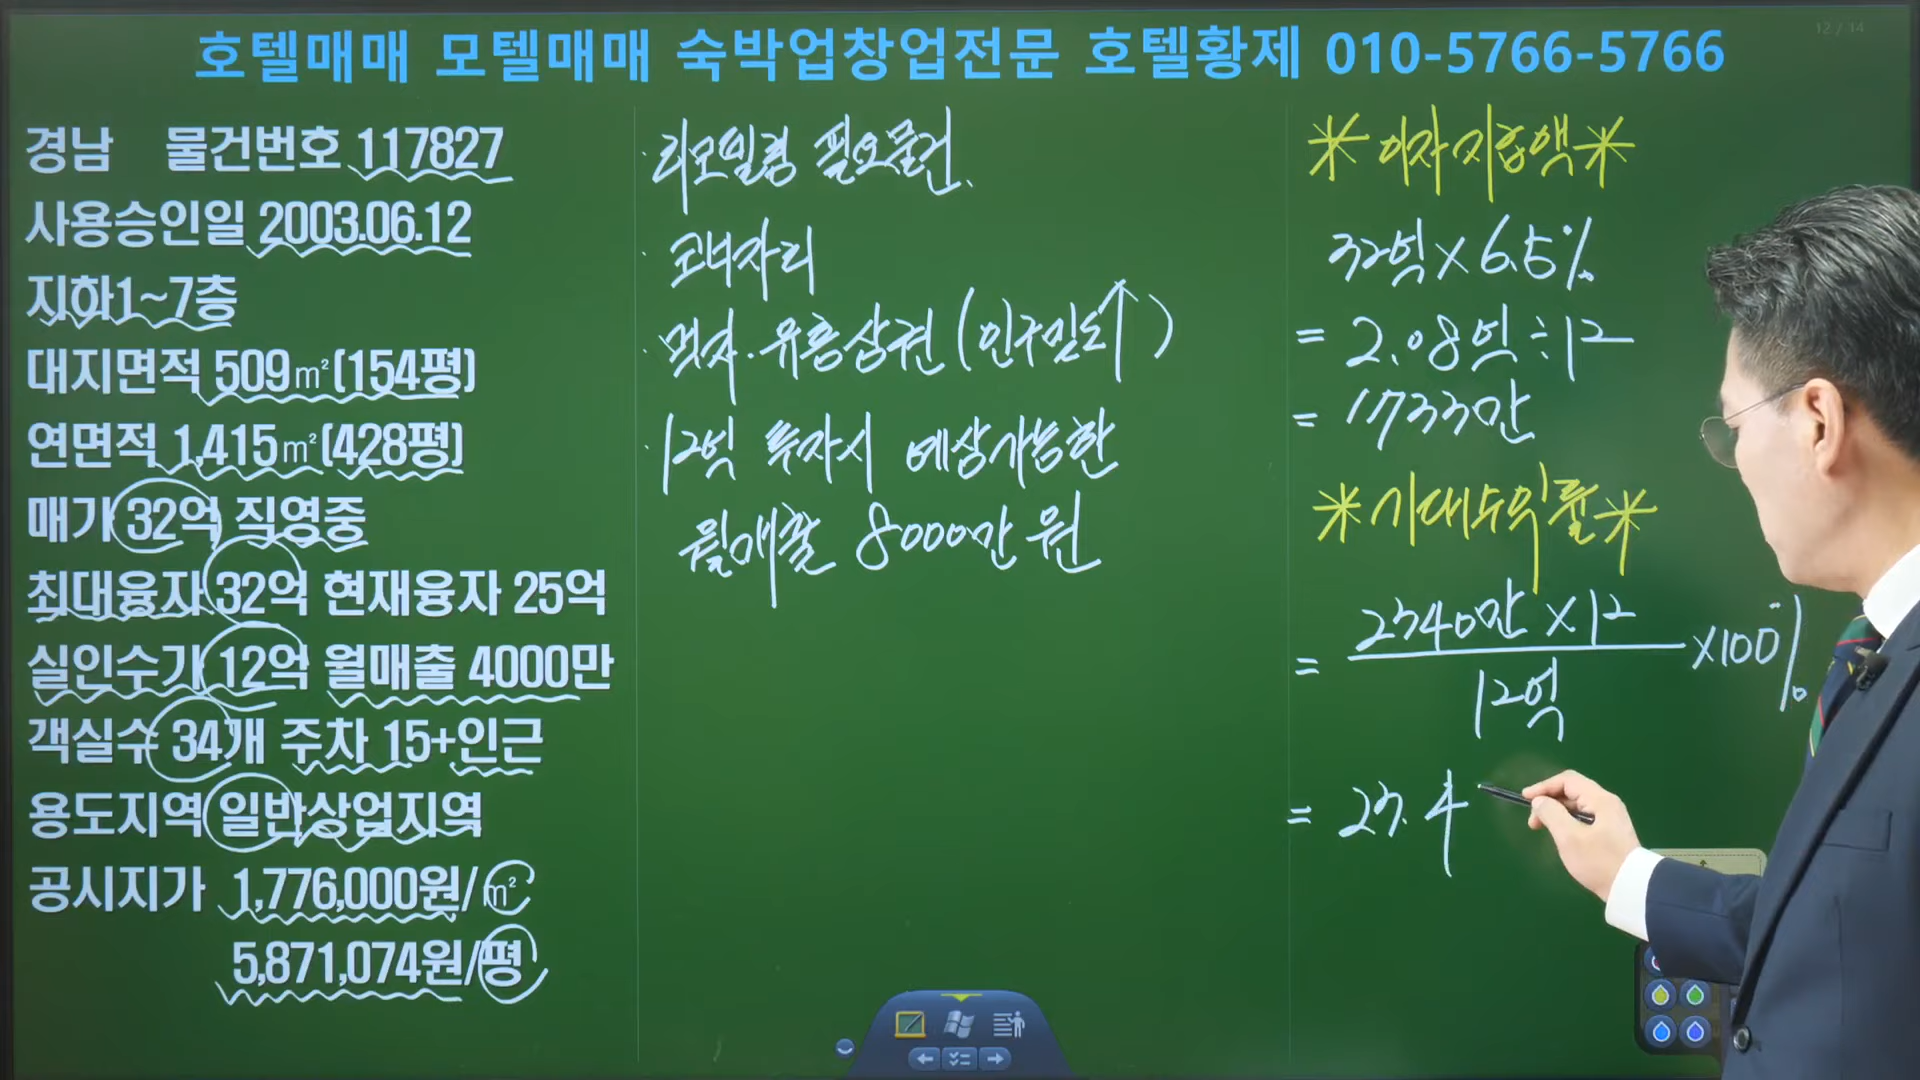 호텔매매 모텔매매 숙박업창업전문 호텔황제 010-5766-5766
12 / 14
경남 물건번호 117827
사용승인일 2003.06.12
지하1~7층
대지면적 509㎡(154평)
연면적 1,415㎡(428평)
매가 32억 직영중
최대융자 32억 현재융자 25억
실인수가 12억 월매출 4000만
객실수 34개 주차 15+인근
용도지역 일반상업지역
공시지가 1,776,000원/㎡
5,871,074원/평
· 리모델링 필요물건.
· 코너자리
· 먹자.유흥상권 (인구밀도↑)
· 12억 투자시 예상가능한
월매출 8000만 원
* 이자지출액 *
32억 × 6.5%
= 2.08억 ÷ 12
= 1733만
* 기대수익률 *
= 2340만 × 12 / 12억 × 100%
= 23.4